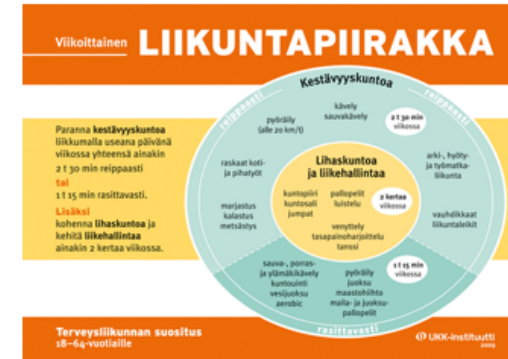 Viikoittainen LIIKUNTAPIIRAKKA
Paranna kestävyyskuntoa
liikkumalla useana päivänä
viikossa yhteensä ainakin
2 t 30 min reippaasti
tai
1 t 15 min rasittavasti.
Lisäksi
kohenna lihaskuntoa ja
kehitä liikehallintaa
ainakin 2 kertaa viikossa.
Kestävyyskuntoa
reippaasti
reippaasti
kävely
sauvakävely
2 t 30 min
viikossa
pyöräily
(alle 20 km/t)
raskaat koti-
ja pihatyöt
marjastus
kalastus
metsästys
arki-, hyöty-
ja työmatka-
liikunta
vauhdikkaat
liikuntaleikit
Lihaskuntoa
ja liikehallintaa
kuntopiiri
kuntosali
jumpat
pallopelit
luistelu
2 kertaa
viikossa
venyttely
tasapainoharjoittelu
tanssi
sauva-, porras-
ja ylämäkikävely
kuntouinti
vesijuoksu
aerobic
pyöräily
juoksu
maastohiihto
maila- ja juoksu-
pallopelit
1 t 15 min
viikossa
rasittavasti
Terveysliikunnan suositus
18–64-vuotiaille
UKK-instituutti
2009